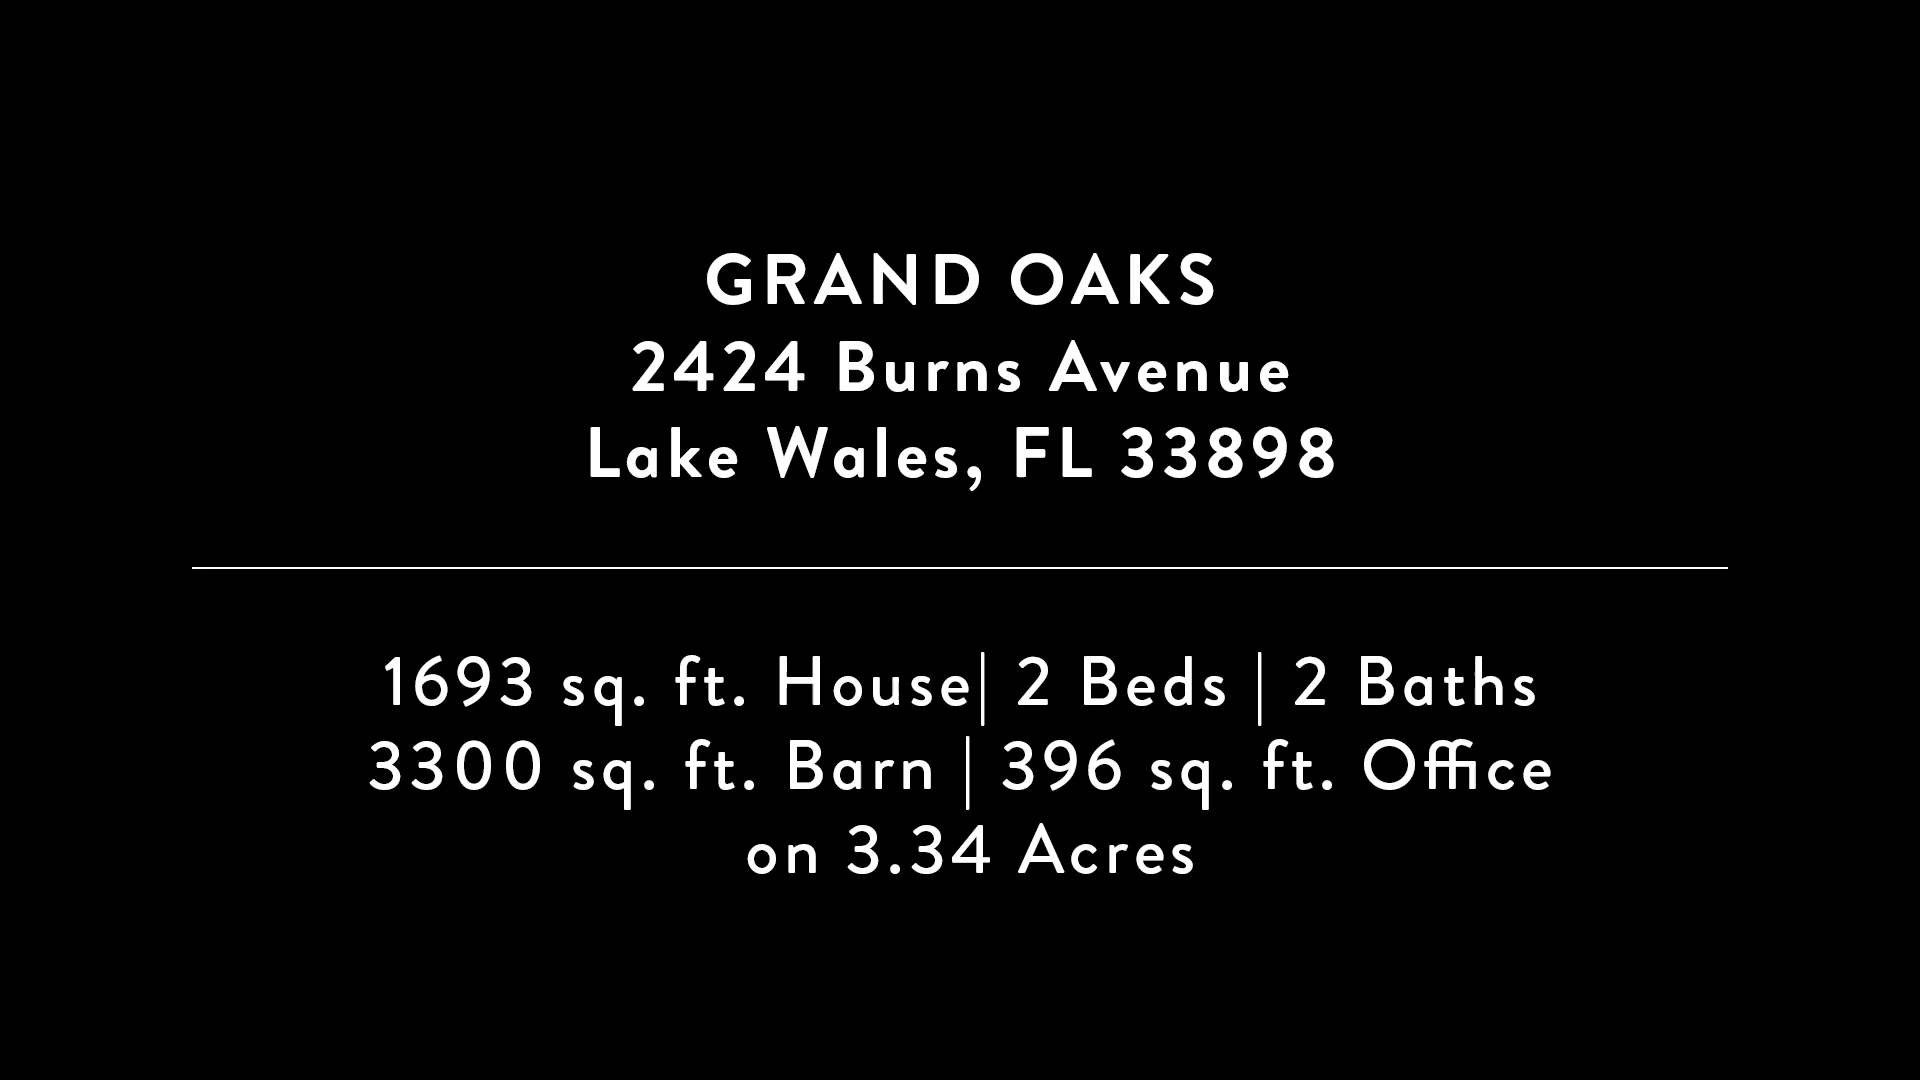 GRAND OAKS
2424 Burns Avenue
Lake Wales, FL 33898
1693 sq. ft. House| 2 Beds | 2 Baths
3300 sq. ft. Barn | 396 sq. ft. Office
on 3.34 Acres